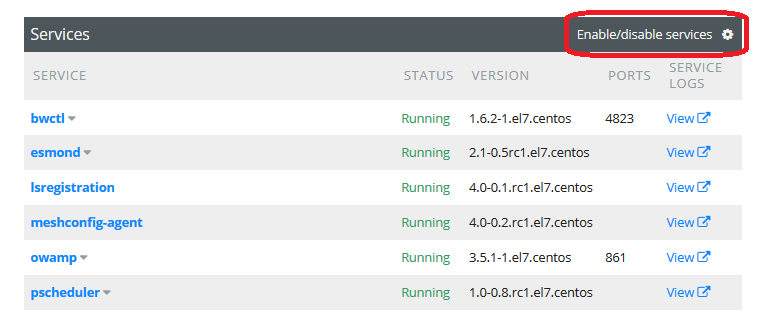 Services Enable/disable services
SERVICE STATUS VERSION PORTS SERVICE LOGS
bwctl Running 1.6.2-1.el7.centos 4823 View
esmond Running 2.1-0.5rc1.el7.centos View
lsregistration Running 4.0-0.1.rc1.el7.centos View
meshconfig-agent Running 4.0-0.2.rc1.el7.centos View
owamp Running 3.5.1-1.el7.centos 861 View
pscheduler Running 1.0-0.8.rc1.el7.centos View